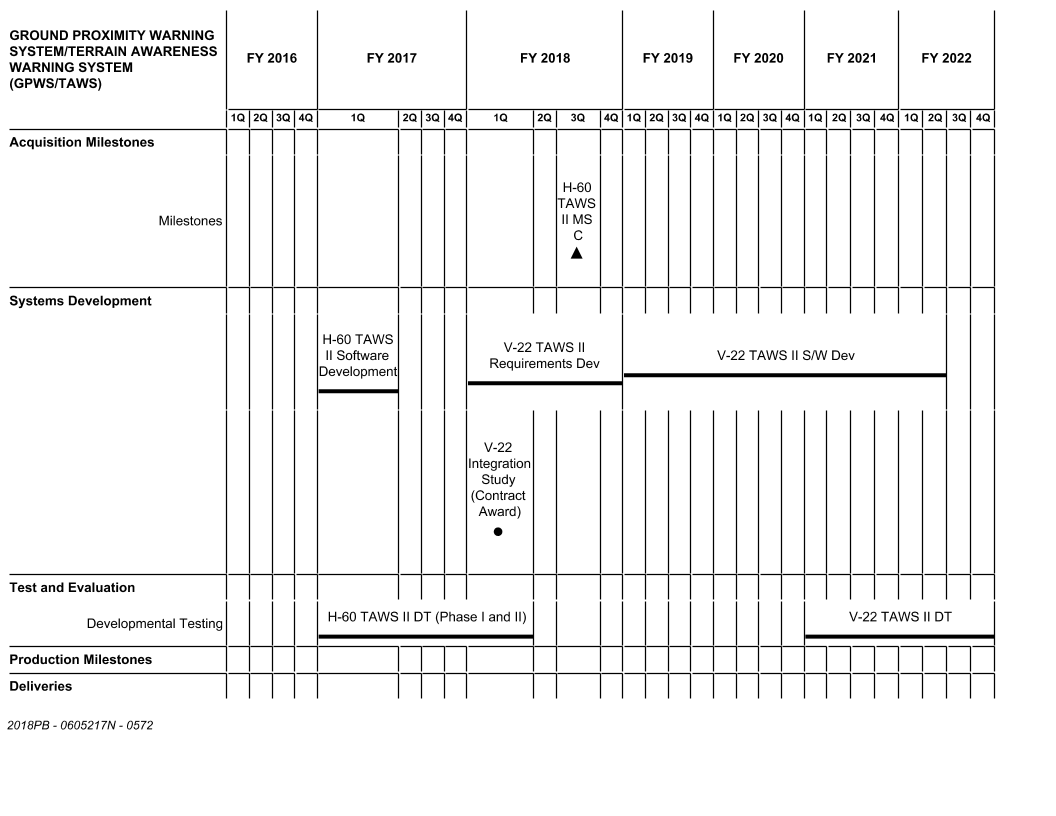 GROUND PROXIMITY WARNING
SYSTEM/TERRAIN AWARENESS
WARNING SYSTEM
(GPWS/TAWS)
FY 2016 FY 2017 FY 2018 FY 2019 FY 2020 FY 2021 FY 2022
1Q 2Q 3Q 4Q 1Q 2Q 3Q 4Q 1Q 2Q 3Q 4Q 1Q 2Q 3Q 4Q 1Q 2Q 3Q 4Q 1Q 2Q 3Q 4Q 1Q 2Q 3Q 4Q
Acquisition Milestones
Milestones
H-60
TAWS
II MS
C
Systems Development
H-60 TAWS
II Software
Development
V-22 TAWS II
Requirements Dev
V-22 TAWS II S/W Dev
V-22
Integration
Study
(Contract
Award)
Test and Evaluation
Developmental Testing
H-60 TAWS II DT (Phase I and II)
V-22 TAWS II DT
Production Milestones
Deliveries
2018PB - 0605217N - 0572